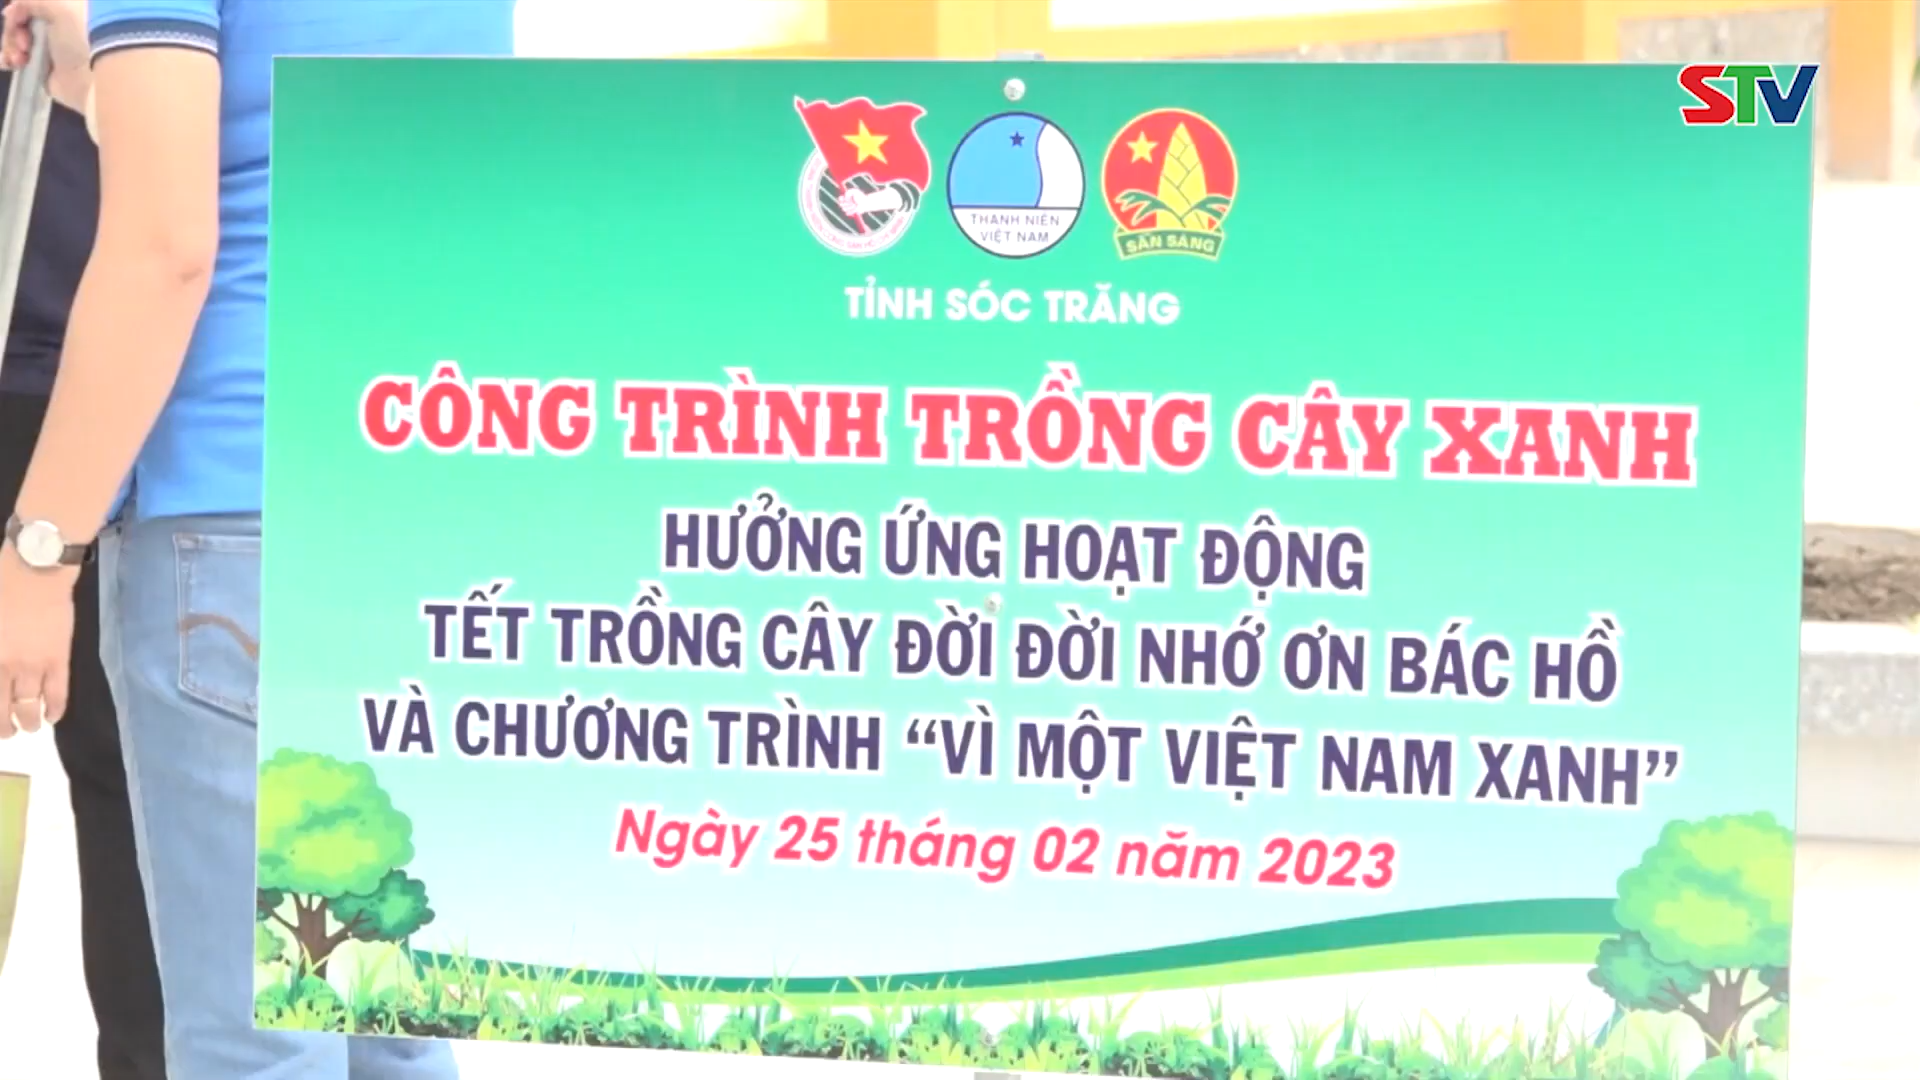 STV
THANH NIÊN
VIỆT NAM
SẴN SÀNG
TỈNH SÓC TRĂNG
CÔNG TRÌNH TRỒNG CÂY XANH
HƯỞNG ỨNG HOẠT ĐỘNG
TẾT TRỒNG CÂY ĐỜI ĐỜI NHỚ ƠN BÁC HỒ
VÀ CHƯƠNG TRÌNH “VÌ MỘT VIỆT NAM XANH”
Ngày 25 tháng 02 năm 2023